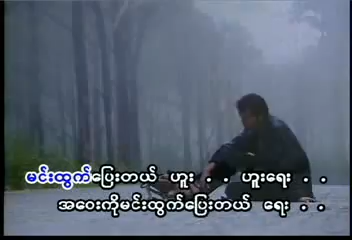 မင်းထွက်ပြေးတယ် ဟူး . . ဟူးရေး . .
အဝေးကိုမင်းထွက်ပြေးတယ် ရေး . .